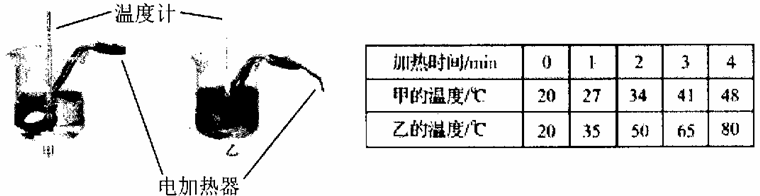 温度计
甲
乙
电加热器
加热时间/min 0 1 2 3 4
甲的温度/℃ 20 27 34 41 48
乙的温度/℃ 20 35 50 65 80